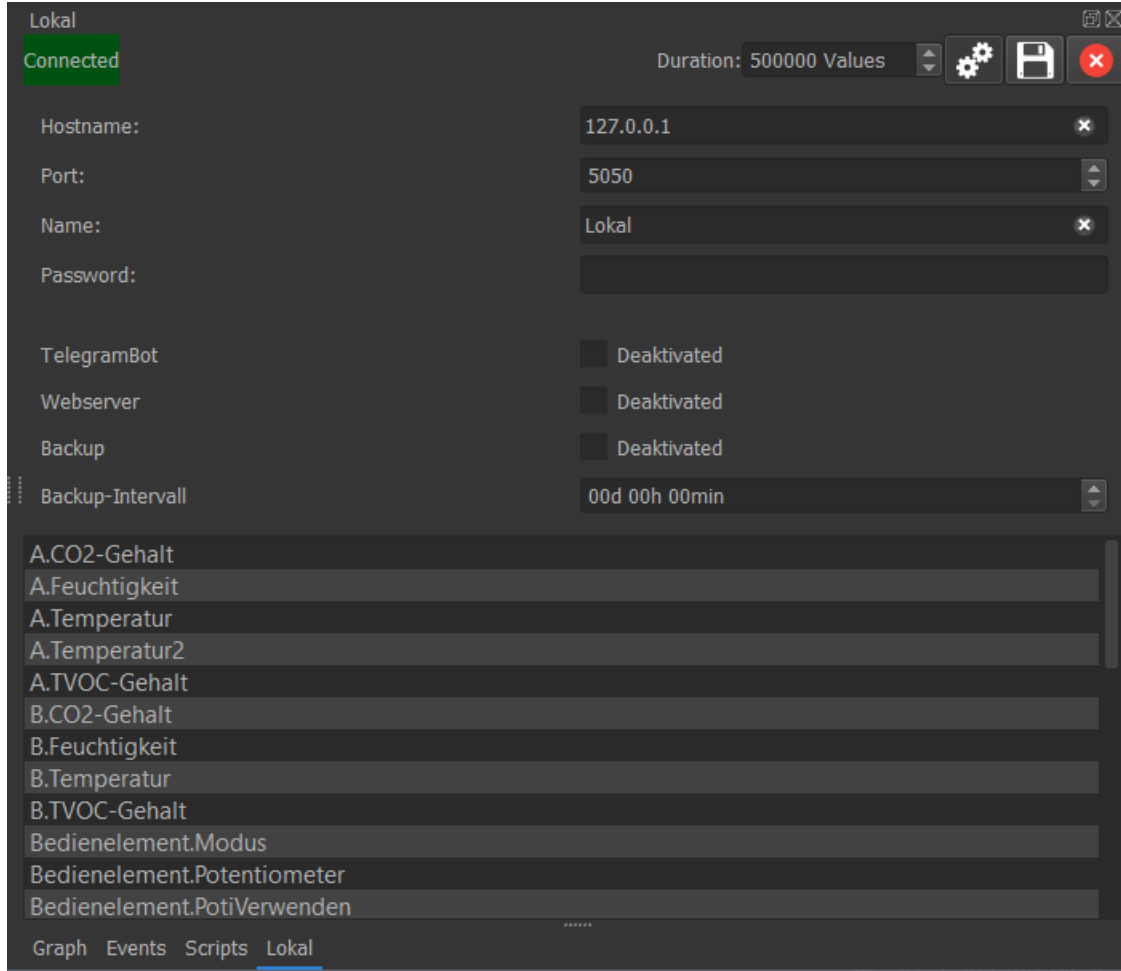 Lokal
Connected Duration: 500000 Values
Hostname: 127.0.0.1
Port: 5050
Name: Lokal
Password:
TelegramBot Deaktivated
Webserver Deaktivated
Backup Deaktivated
Backup-Intervall 00d 00h 00min
A.CO2-Gehalt
A.Feuchtigkeit
A.Temperatur
A.Temperatur2
A.TVOC-Gehalt
B.CO2-Gehalt
B.Feuchtigkeit
B.Temperatur
B.TVOC-Gehalt
Bedienelement.Modus
Bedienelement.Potentiometer
Bedienelement.PotiVerwenden
Graph Events Scripts Lokal